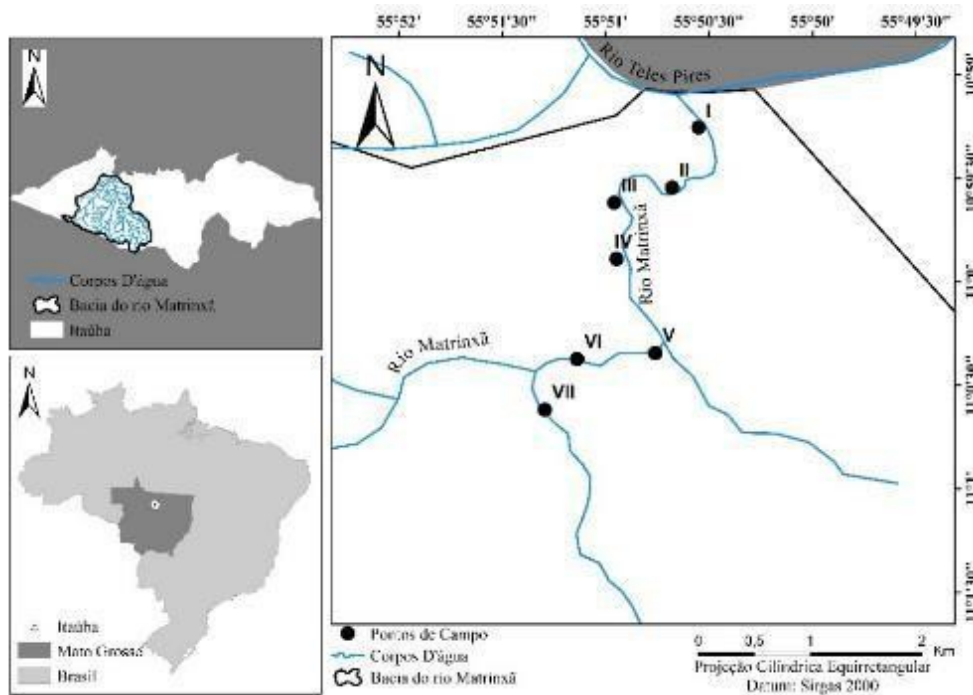 55°52' 55°51'30" 55°51' 55°50'30" 55°50' 55°49'30"
N
Corpos D'água
Bacia do rio Matrinxã
Itaúba
N
Itaúba
Mato Grosso
Brasil
N
Rio Teles Pires
I
II
III
IV
Rio Matrinxã
V
VI
Rio Matrinxã
VII
Pontos de Campo
Corpos D'água
Bacia do rio Matrinxã
0 0,5 1 2
Km
Projeção Cilíndrica Equirretangular
Datum: Sirgas 2000